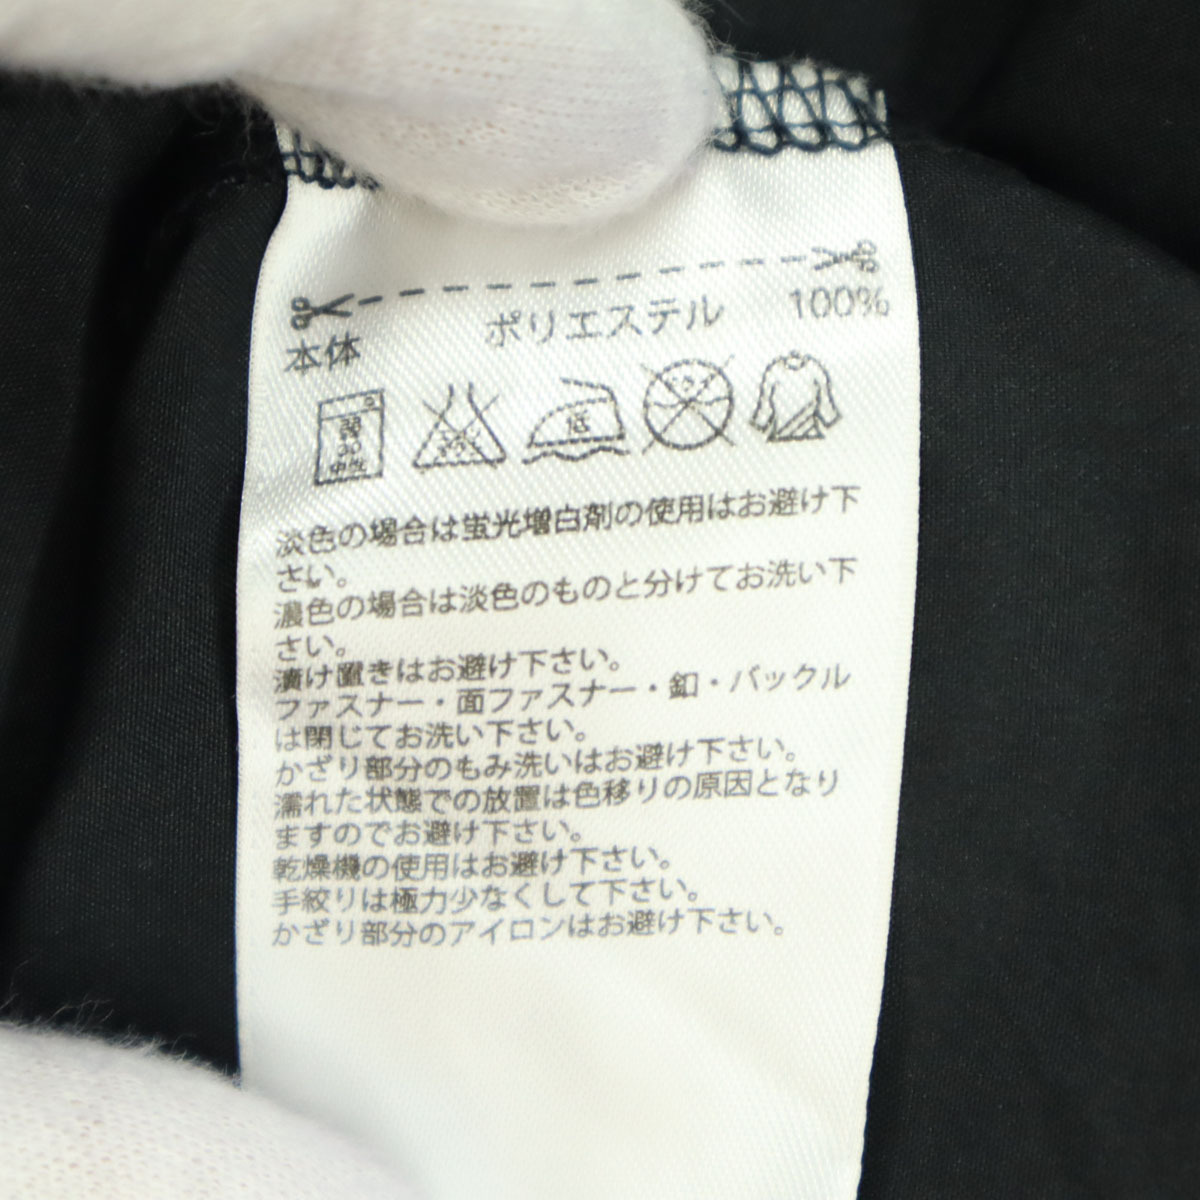 本体 ポリエステル 100%
弱
30
中性
低
淡色の場合は蛍光増白剤の使用はお避け下
さい。
濃色の場合は淡色のものと分けてお洗い下
さい。
漬け置きはお避け下さい。
ファスナー・面ファスナー・釦・バックル
は閉じてお洗い下さい。
かざり部分のもみ洗いはお避け下さい。
濡れた状態での放置は色移りの原因となり
ますのでお避け下さい。
乾燥機の使用はお避け下さい。
手絞りは極力少なくして下さい。
かざり部分のアイロンはお避け下さい。